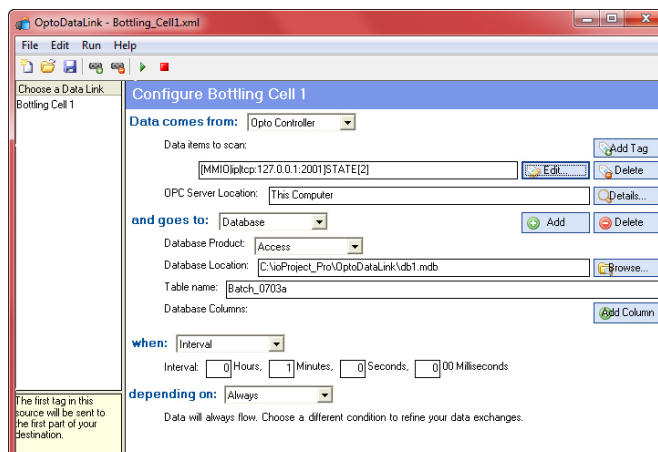 OptoDataLink - Bottling_Cell1.xml
File Edit Run Help
Choose a Data Link
Bottling Cell 1
Configure Bottling Cell 1
Data comes from: Opto Controller
Data items to scan:
Add Tag
[MMIO|ip|tcp:127.0.0.1:2001]STATE[2]
Edit...
Delete
OPC Server Location: This Computer
Details...
and goes to: Database
Add
Delete
Database Product: Access
Database Location: C:\ioProject_Pro\OptoDataLink\db1.mdb
Browse...
Table name: Batch_0703a
Database Columns:
Add Column
when: Interval
Interval: 0 Hours, 1 Minutes, 0 Seconds, 0 00 Milliseconds
depending on: Always
Data will always flow. Choose a different condition to refine your data exchanges.
The first tag in this
source will be sent to
the first part of your
destination.